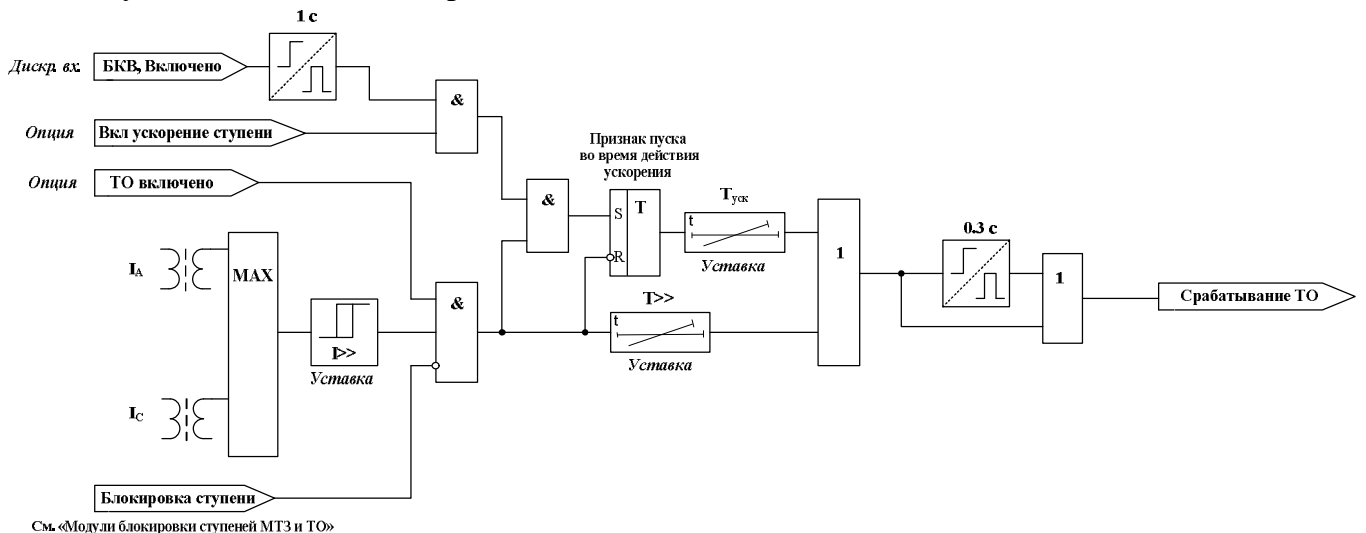 1 с
Дискр. вх.
БКВ, Включено
&
Опция
Вкл ускорение ступени
Признак пуска
во время действия
ускорения
Опция
ТО включено
&
S
T
R
t
Tуск
Уставка
1
0.3 с
1
Срабатывание ТО
IA
MAX
I>>
Уставка
&
T>>
t
Уставка
IC
Блокировка ступени
См. «Модули блокировки ступеней МТЗ и ТО»